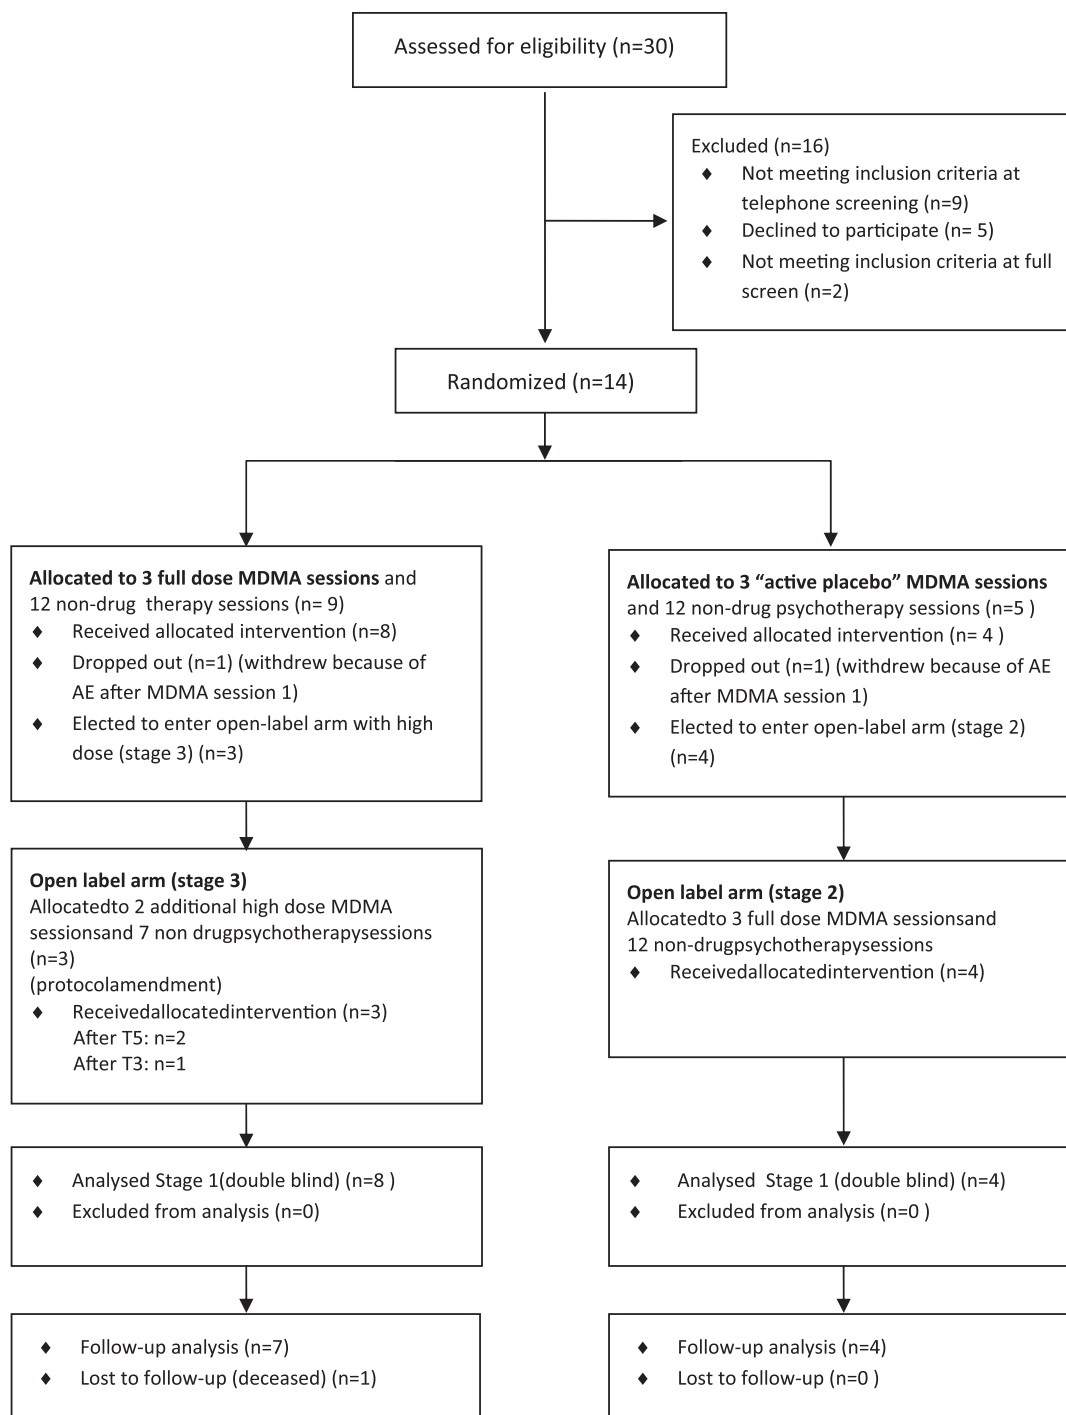 Assessed for eligibility (n=30)
Excluded (n=16)
♦ Not meeting inclusion criteria at
telephone screening (n=9)
♦ Declined to participate (n= 5)
♦ Not meeting inclusion criteria at full
screen (n=2)
Randomized (n=14)
Allocated to 3 full dose MDMA sessions and
12 non-drug therapy sessions (n= 9)
♦ Received allocated intervention (n=8)
♦ Dropped out (n=1) (withdrew because of
AE after MDMA session 1)
♦ Elected to enter open-label arm with high
dose (stage 3) (n=3)
Allocated to 3 “active placebo” MDMA sessions
and 12 non-drug psychotherapy sessions (n=5 )
♦ Received allocated intervention (n= 4 )
♦ Dropped out (n=1) (withdrew because of AE
after MDMA session 1)
♦ Elected to enter open-label arm (stage 2)
(n=4)
Open label arm (stage 3)
Allocatedto 2 additional high dose MDMA
sessionsand 7 non drugpsychotherapysessions
(n=3)
(protocolamendment)
♦ Receivedallocatedintervention (n=3)
After T5: n=2
After T3: n=1
Open label arm (stage 2)
Allocatedto 3 full dose MDMA sessionsand
12 non-drugpsychotherapysessions
♦ Receivedallocatedintervention (n=4)
♦ Analysed Stage 1(double blind) (n=8 )
♦ Excluded from analysis (n=0)
♦ Analysed Stage 1 (double blind) (n=4)
♦ Excluded from analysis (n=0 )
♦ Follow-up analysis (n=7)
♦ Lost to follow-up (deceased) (n=1)
♦ Follow-up analysis (n=4)
♦ Lost to follow-up (n=0 )